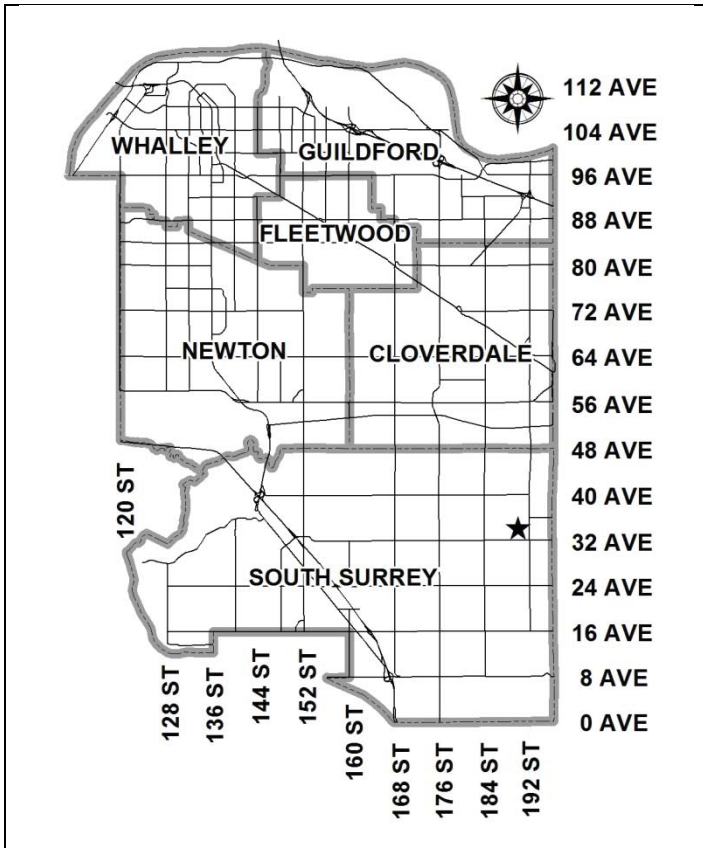 112 AVE
104 AVE
WHALLEY
GUILDFORD
96 AVE
88 AVE
FLEETWOOD
80 AVE
72 AVE
NEWTON
CLOVERDALE
64 AVE
56 AVE
48 AVE
120 ST
40 AVE
32 AVE
SOUTH SURREY
24 AVE
16 AVE
128 ST
136 ST
144 ST
152 ST
160 ST
168 ST
176 ST
184 ST
192 ST
8 AVE
0 AVE